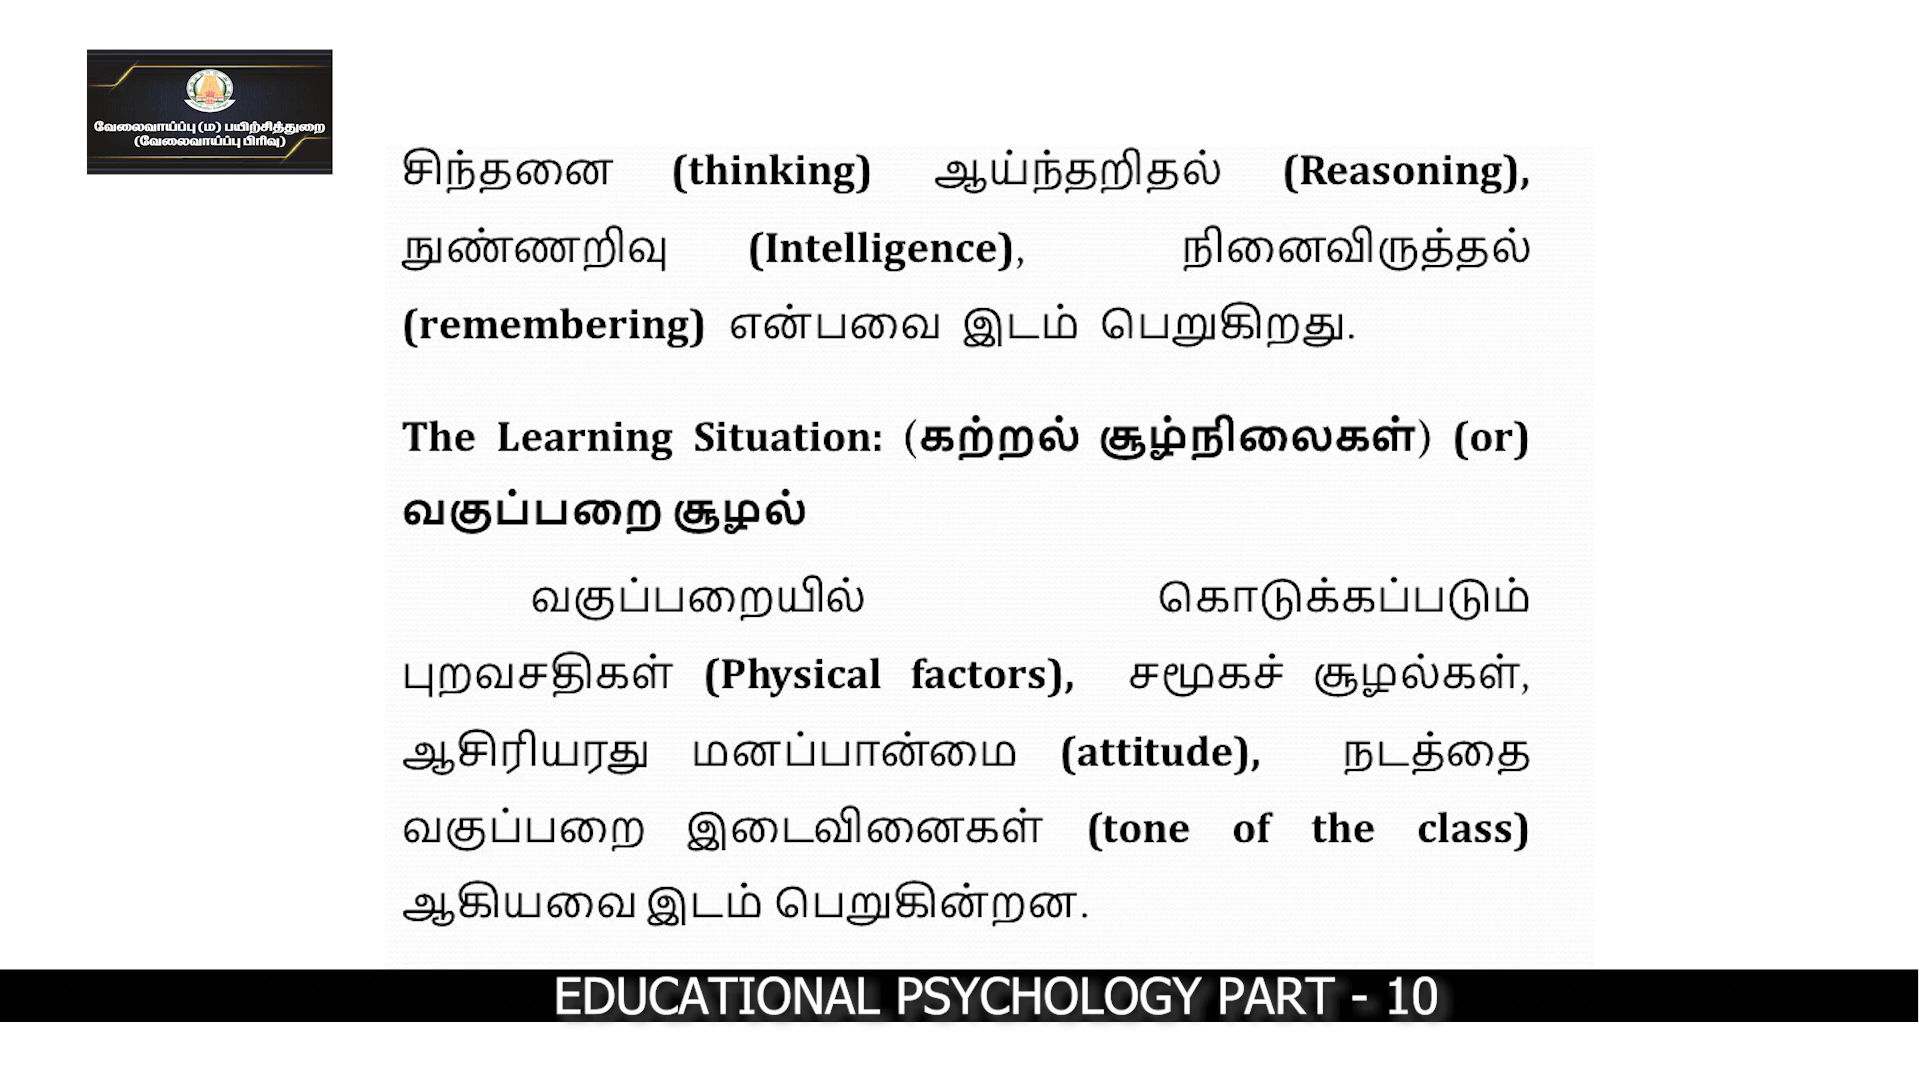 வேலைவாய்ப்பு (ம) பயிற்சித்துறை
(வேலைவாய்ப்பு பிரிவு)
சிந்தனை (thinking) ஆய்ந்தறிதல் (Reasoning),
நுண்ணறிவு (Intelligence), நினைவிருத்தல்
(remembering) என்பவை இடம் பெறுகிறது.
The Learning Situation: (கற்றல் சூழ்நிலைகள்) (or)
வகுப்பறை சூழல்
வகுப்பறையில் கொடுக்கப்படும்
புறவசதிகள் (Physical factors), சமூகச் சூழல்கள்,
ஆசிரியரது மனப்பான்மை (attitude), நடத்தை
வகுப்பறை இடைவினைகள் (tone of the class)
ஆகியவை இடம் பெறுகின்றன.
EDUCATIONAL PSYCHOLOGY PART - 10